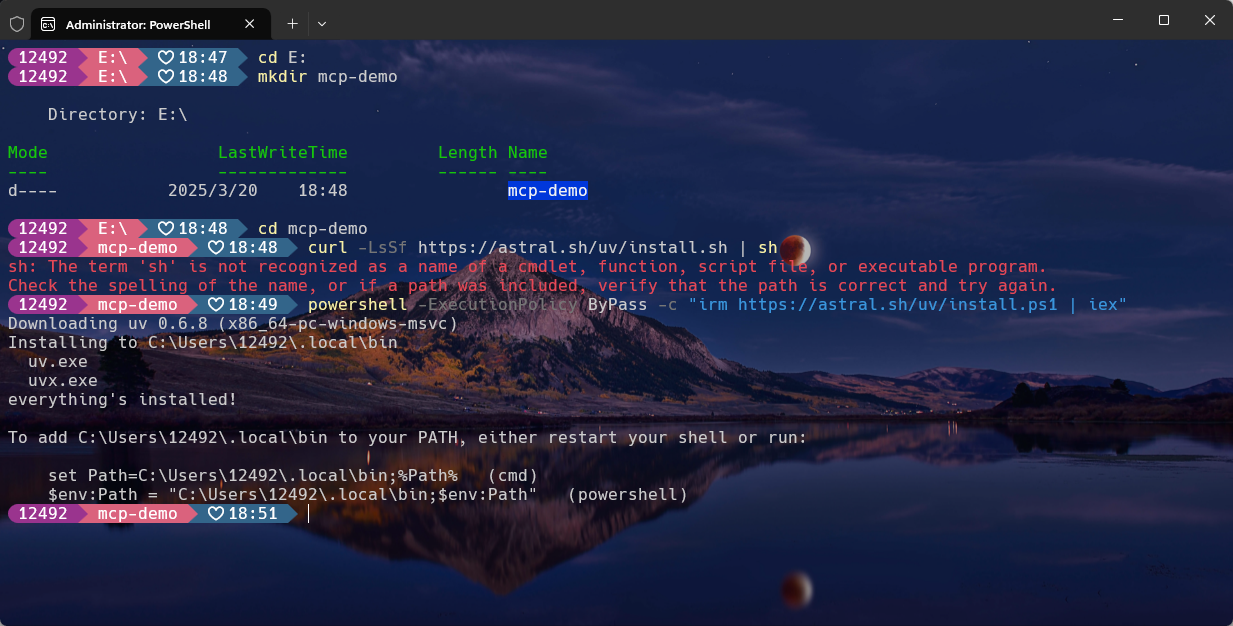 Administrator: PowerShell
12492 E:\ ♡ 18:47 cd E:
12492 E:\ ♡ 18:48 mkdir mcp-demo
Directory: E:\
Mode LastWriteTime Length Name
---- ------------- ------ ----
d---- 2025/3/20 18:48 mcp-demo
12492 E:\ ♡ 18:48 cd mcp-demo
12492 mcp-demo ♡ 18:48 curl -LsSf https://astral.sh/uv/install.sh | sh
sh: The term 'sh' is not recognized as a name of a cmdlet, function, script file, or executable program.
Check the spelling of the name, or if a path was included, verify that the path is correct and try again.
12492 mcp-demo ♡ 18:49 powershell -ExecutionPolicy ByPass -c "irm https://astral.sh/uv/install.ps1 | iex"
Downloading uv 0.6.8 (x86_64-pc-windows-msvc)
Installing to C:\Users\12492\.local\bin
uv.exe
uvx.exe
everything's installed!
To add C:\Users\12492\.local\bin to your PATH, either restart your shell or run:
set Path=C:\Users\12492\.local\bin;%Path% (cmd)
$env:Path = "C:\Users\12492\.local\bin;$env:Path" (powershell)
12492 mcp-demo ♡ 18:51